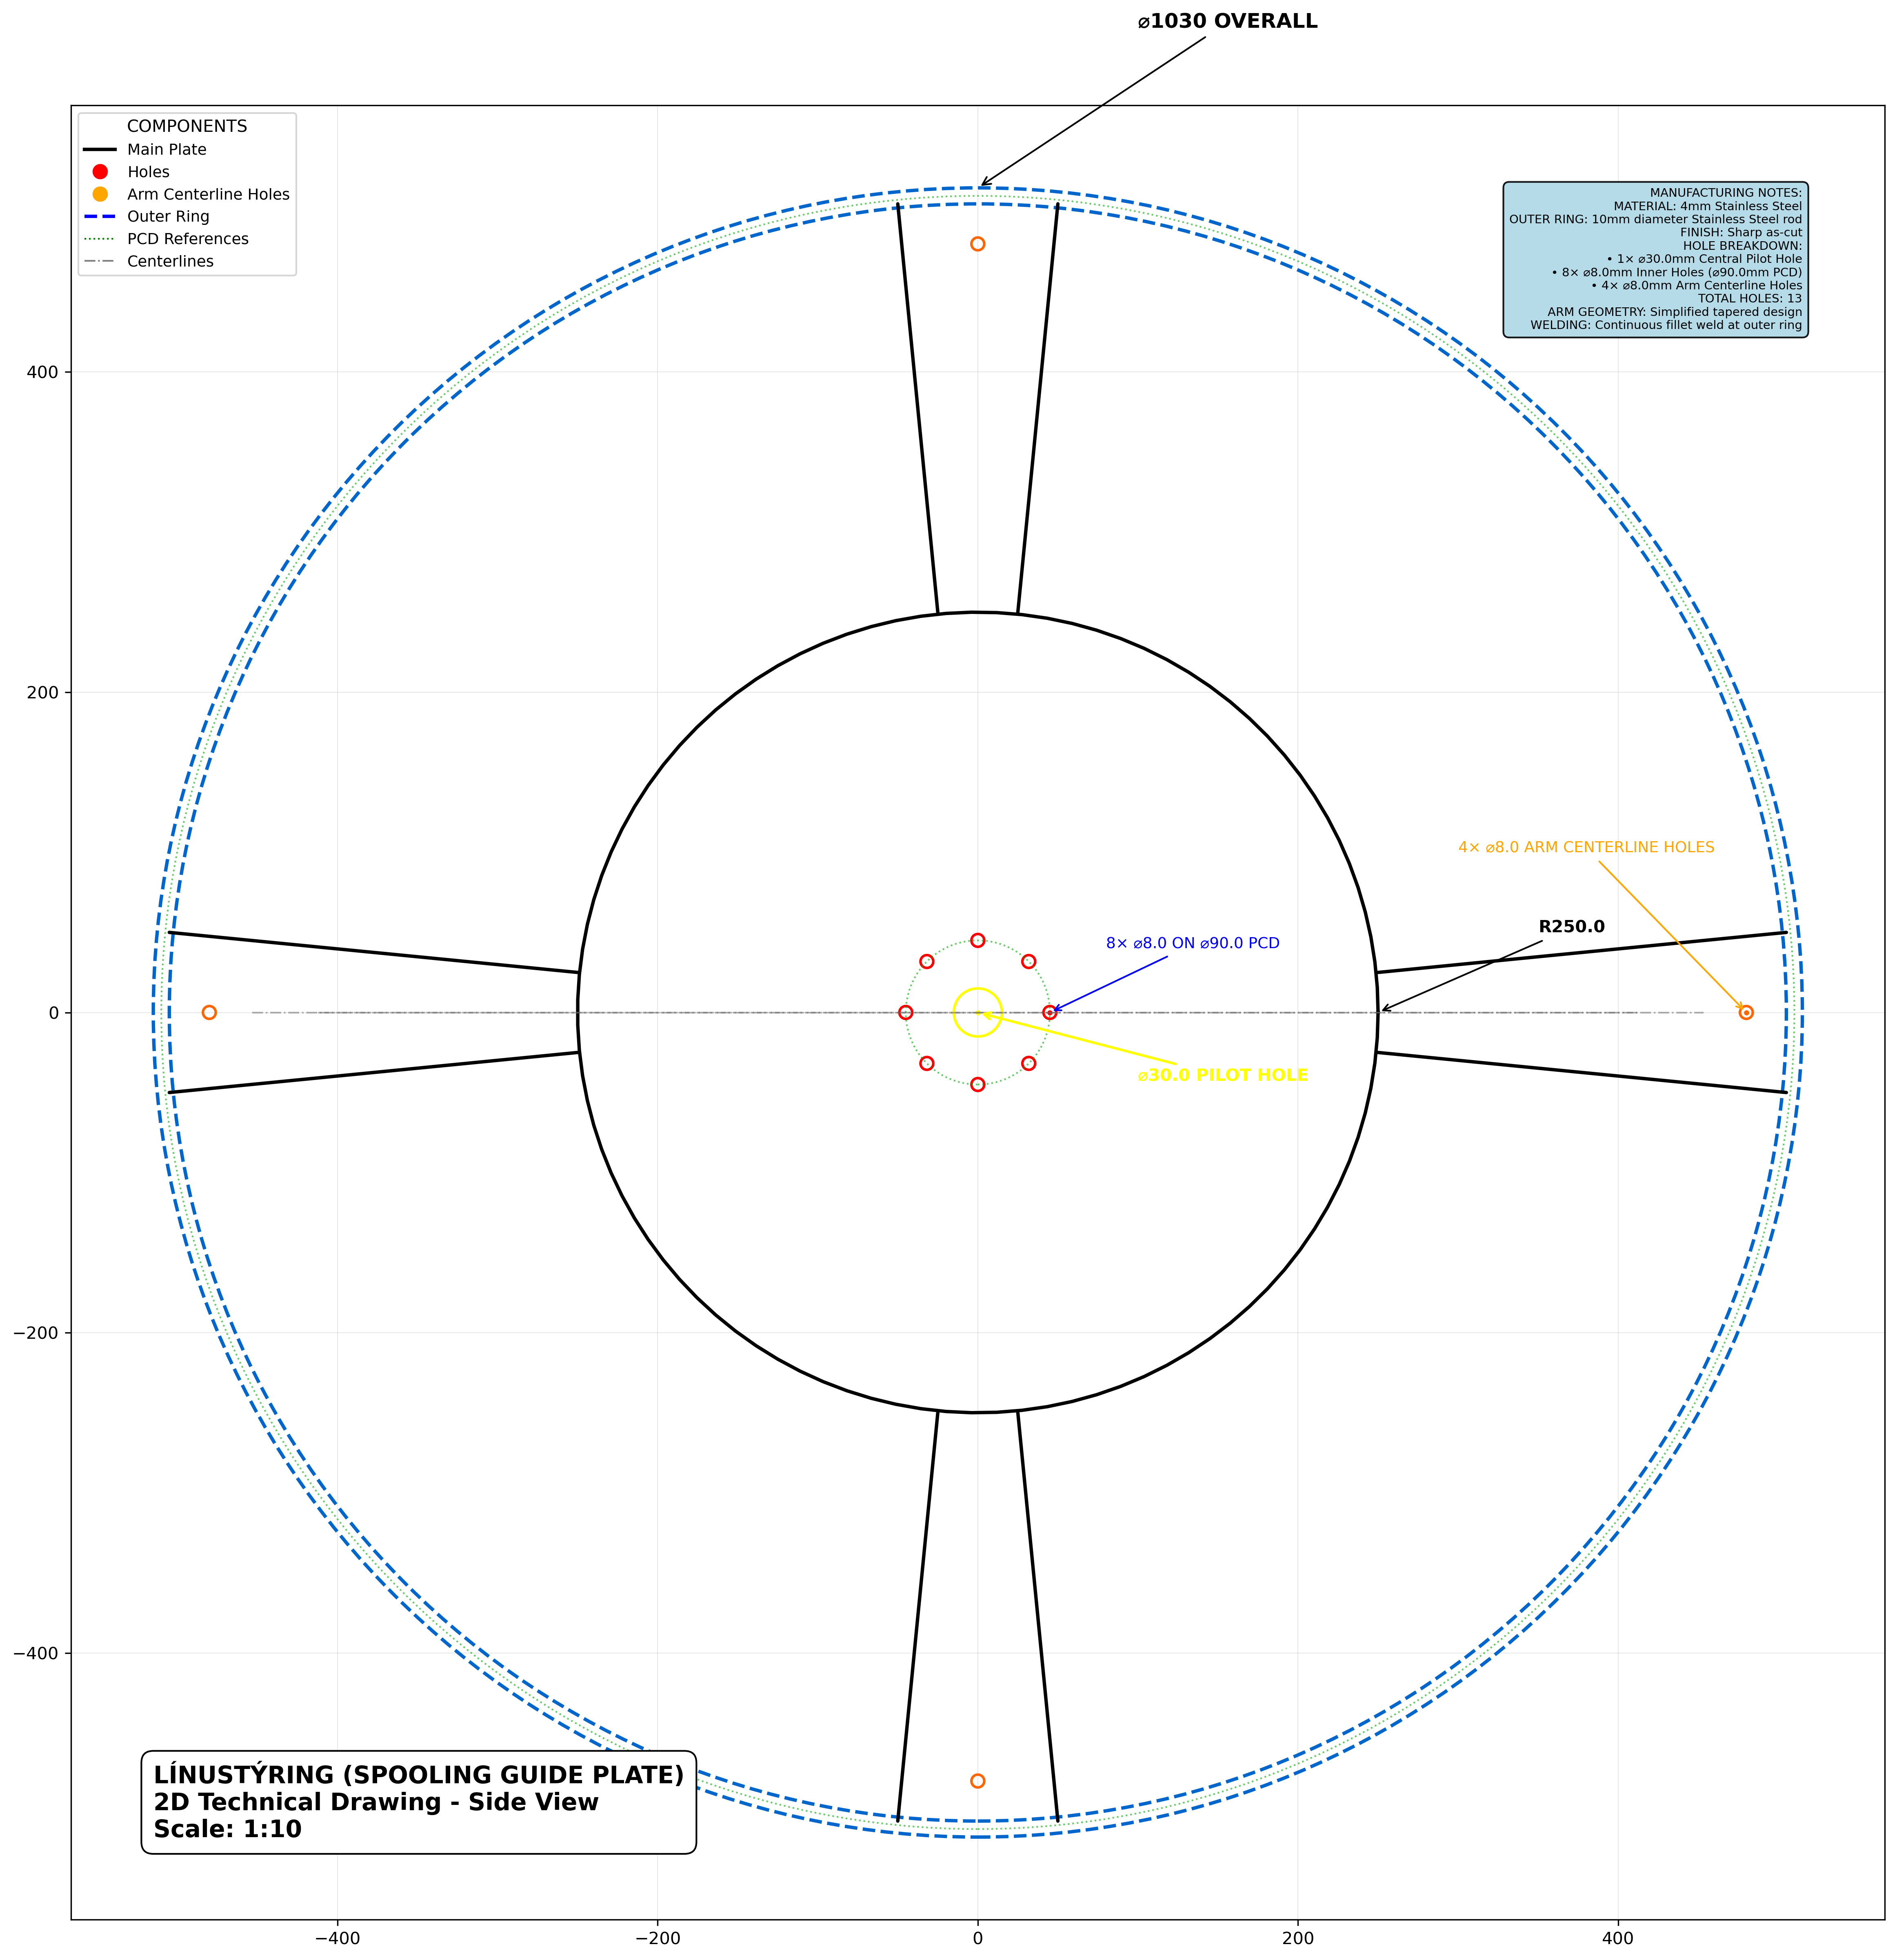 ⌀1030 OVERALL
COMPONENTS
Main Plate
Holes
Arm Centerline Holes
Outer Ring
PCD References
Centerlines
MANUFACTURING NOTES:
MATERIAL: 4mm Stainless Steel
OUTER RING: 10mm diameter Stainless Steel rod
FINISH: Sharp as-cut
HOLE BREAKDOWN:
• 1× ⌀30.0mm Central Pilot Hole
• 8× ⌀8.0mm Inner Holes (⌀90.0mm PCD)
• 4× ⌀8.0mm Arm Centerline Holes
TOTAL HOLES: 13
ARM GEOMETRY: Simplified tapered design
WELDING: Continuous fillet weld at outer ring
400
200
4× ⌀8.0 ARM CENTERLINE HOLES
R250.0
8× ⌀8.0 ON ⌀90.0 PCD
0
⌀30.0 PILOT HOLE
−200
−400
LÍNUSTÝRING (SPOOLING GUIDE PLATE)
2D Technical Drawing - Side View
Scale: 1:10
−400 −200 0 200 400